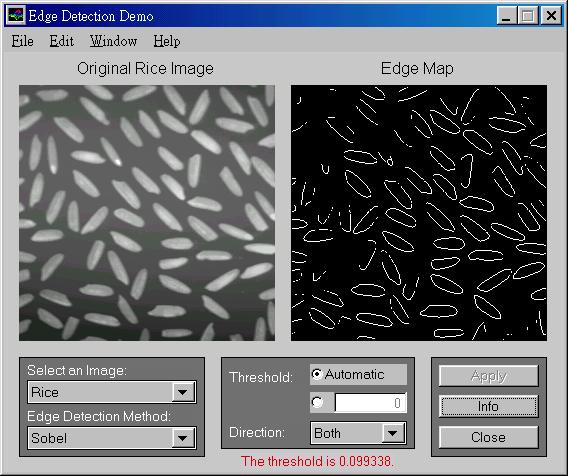 Edge Detection Demo
File Edit Window Help
Original Rice Image
Edge Map
Select an Image:
Rice
Edge Detection Method:
Sobel
Threshold:
Automatic
0
Direction:
Both
Apply
Info
Close
The threshold is 0.099338.